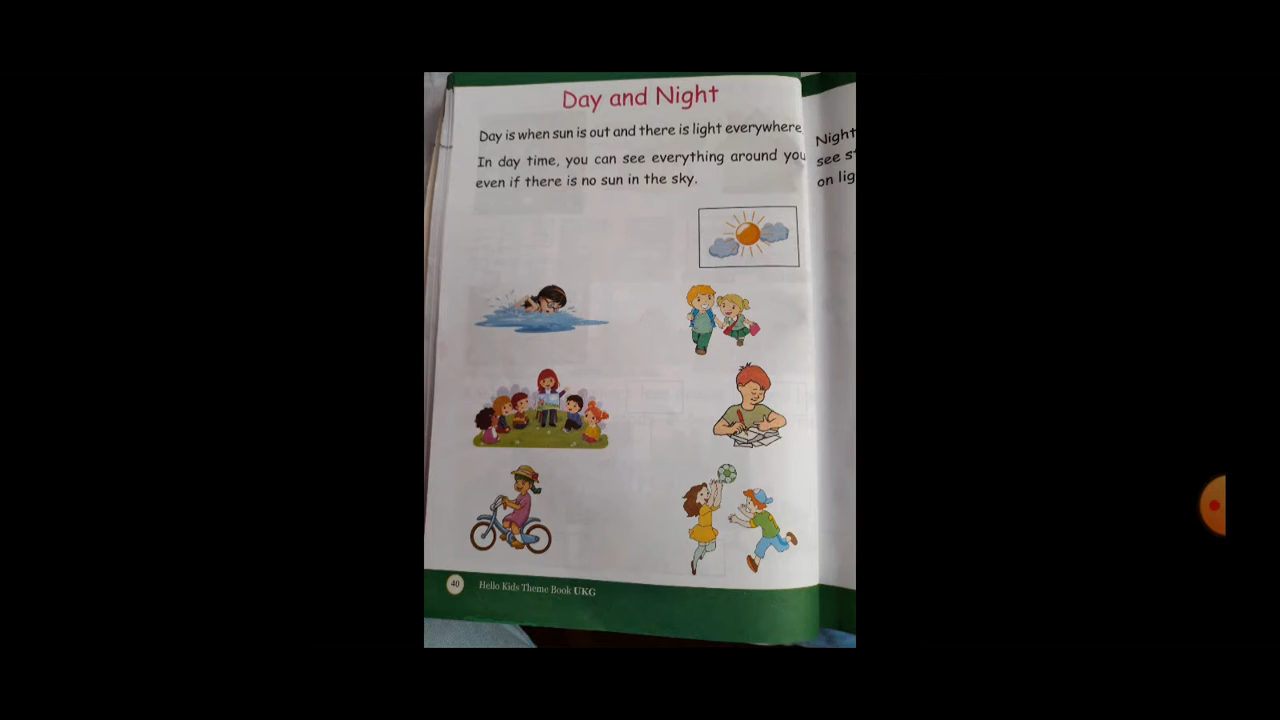 Day and Night
Day is when sun is out and there is light everywhere
In day time, you can see everything around you
even if there is no sun in the sky.
Night
see
on
40
Hello Kids Theme Book UKG